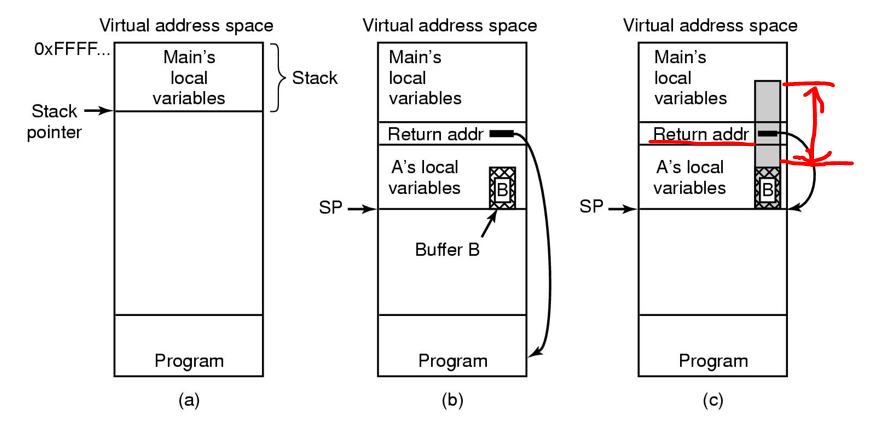 Virtual address space
0xFFFF...
Main's
local
variables
Stack
Stack
pointer
Program
(a)
Virtual address space
Main's
local
variables
Return addr
A's local
variables
B
SP
Buffer B
Program
(b)
Virtual address space
Main's
local
variables
Return addr
A's local
variables
B
SP
Program
(c)